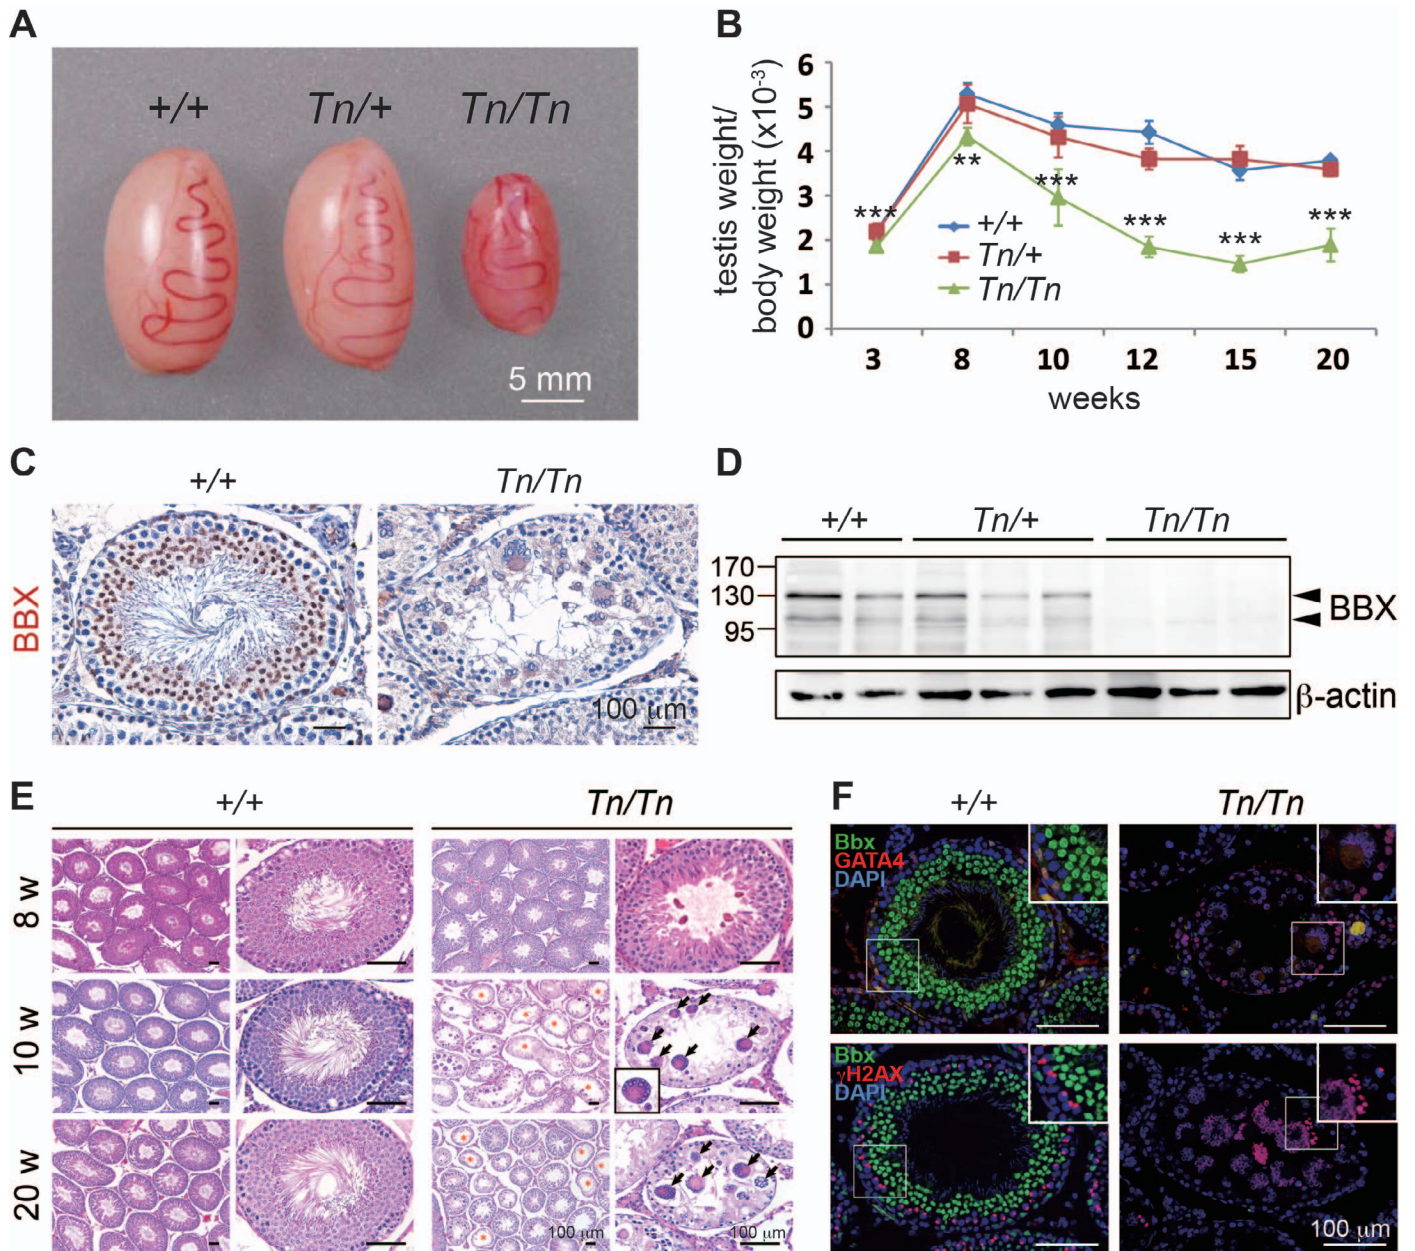 A
+/+ Tn/+ Tn/Tn
5 mm
B
testis weight/
body weight (x10-3)
6
5
4
3
2
1
0
*** ** *** *** *** ***
+/+
Tn/+
Tn/Tn
3 8 10 12 15 20
weeks
C
+/+ Tn/Tn
BBX
100 μm
D
+/+ Tn/+ Tn/Tn
170
130
95
BBX
β-actin
E
+/+ Tn/Tn
8 w
10 w
20 w
100 μm 100 μm
F
+/+ Tn/Tn
Bbx
GATA4
DAPI
Bbx
γH2AX
DAPI
100 μm